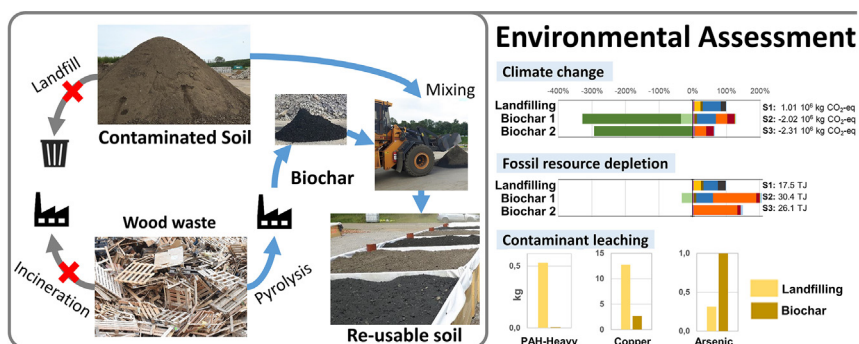 Landfill
Contaminated Soil
Mixing
Biochar
Wood waste
Incineration
Pyrolysis
Re-usable soil
Environmental Assessment
Climate change
-400% -300% -200% -100% 0% 100% 200%
Landfilling
Biochar 1
Biochar 2
S1: 1.01 10⁶ kg CO₂-eq
S2: -2.02 10⁶ kg CO₂-eq
S3: -2.31 10⁶ kg CO₂-eq
Fossil resource depletion
Landfilling
Biochar 1
Biochar 2
S1: 17.5 TJ
S2: 30.4 TJ
S3: 26.1 TJ
Contaminant leaching
kg
0,5
0,0
PAH-Heavy
15
10
5
0
Copper
1,0
0,5
0,0
Arsenic
Landfilling
Biochar